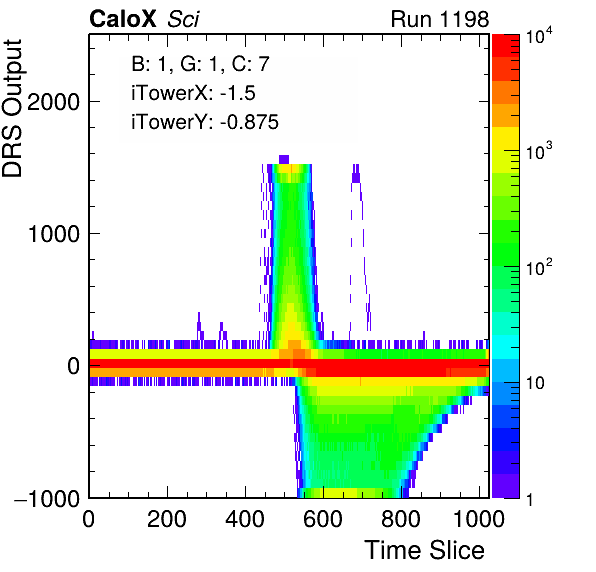 CaloX Sci Run 1198
B: 1, G: 1, C: 7
iTowerX: -1.5
iTowerY: -0.875
DRS Output
2000
1000
0
−1000
0 200 400 600 800 1000
Time Slice
10⁴
10³
10²
10
1